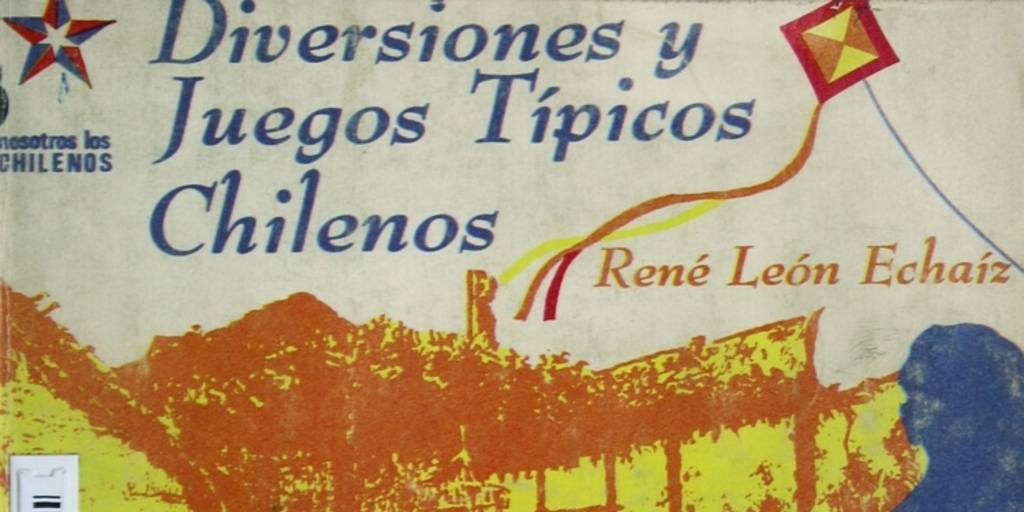 Diversiones y
Juegos Típicos
Chilenos
nosotros los
CHILENOS
René León Echaíz